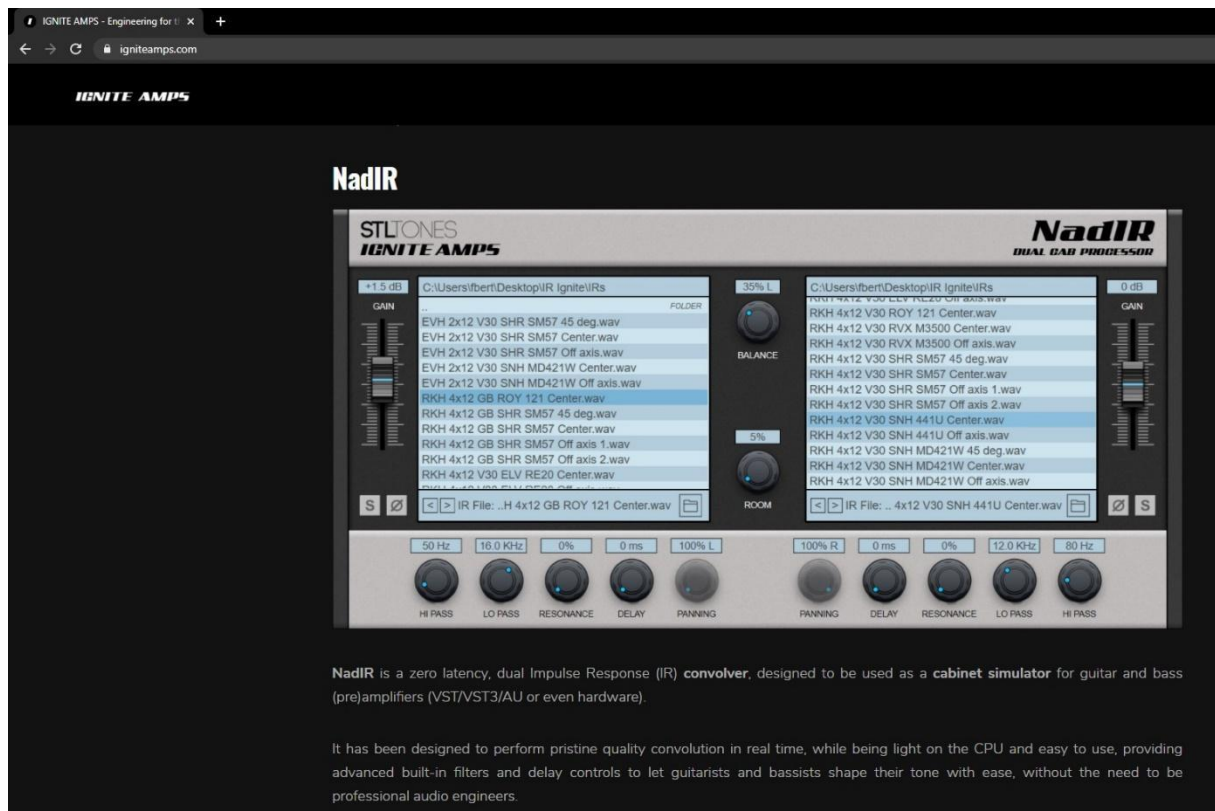 IGNITE AMPS - Engineering for t
igniteamps.com
IGNITE AMPS
NadIR
STLTONES
IGNITE AMPS
NadIR
DUAL CAB PROCESSOR
+1.5 dB
GAIN
C:\Users\fbert\Desktop\IR Ignite\IRs
..
FOLDER
EVH 2x12 V30 SHR SM57 45 deg.wav
EVH 2x12 V30 SHR SM57 Center.wav
EVH 2x12 V30 SHR SM57 Off axis.wav
EVH 2x12 V30 SNH MD421W Center.wav
EVH 2x12 V30 SNH MD421W Off axis.wav
RKH 4x12 GB ROY 121 Center.wav
RKH 4x12 GB SHR SM57 45 deg.wav
RKH 4x12 GB SHR SM57 Center.wav
RKH 4x12 GB SHR SM57 Off axis 1.wav
RKH 4x12 GB SHR SM57 Off axis 2.wav
RKH 4x12 V30 ELV RE20 Center.wav
S Ø
< > IR File: ..H 4x12 GB ROY 121 Center.wav
35% L
BALANCE
5%
ROOM
C:\Users\fbert\Desktop\IR Ignite\IRs
RKH 4x12 V30 ELV RE20 Off axis.wav
RKH 4x12 V30 ROY 121 Center.wav
RKH 4x12 V30 RVX M3500 Center.wav
RKH 4x12 V30 RVX M3500 Off axis.wav
RKH 4x12 V30 SHR SM57 45 deg.wav
RKH 4x12 V30 SHR SM57 Center.wav
RKH 4x12 V30 SHR SM57 Off axis 1.wav
RKH 4x12 V30 SHR SM57 Off axis 2.wav
RKH 4x12 V30 SNH 441U Center.wav
RKH 4x12 V30 SNH 441U Off axis.wav
RKH 4x12 V30 SNH MD421W 45 deg.wav
RKH 4x12 V30 SNH MD421W Center.wav
RKH 4x12 V30 SNH MD421W Off axis.wav
< > IR File: .. 4x12 V30 SNH 441U Center.wav
0 dB
GAIN
Ø S
50 Hz 16.0 KHz 0% 0 ms 100% L
HI PASS LO PASS RESONANCE DELAY PANNING
100% R 0 ms 0% 12.0 KHz 80 Hz
PANNING DELAY RESONANCE LO PASS HI PASS
NadIR is a zero latency, dual Impulse Response (IR) convolver, designed to be used as a cabinet simulator for guitar and bass
(pre)amplifiers (VST/VST3/AU or even hardware).
It has been designed to perform pristine quality convolution in real time, while being light on the CPU and easy to use, providing
advanced built-in filters and delay controls to let guitarists and bassists shape their tone with ease, without the need to be
professional audio engineers.